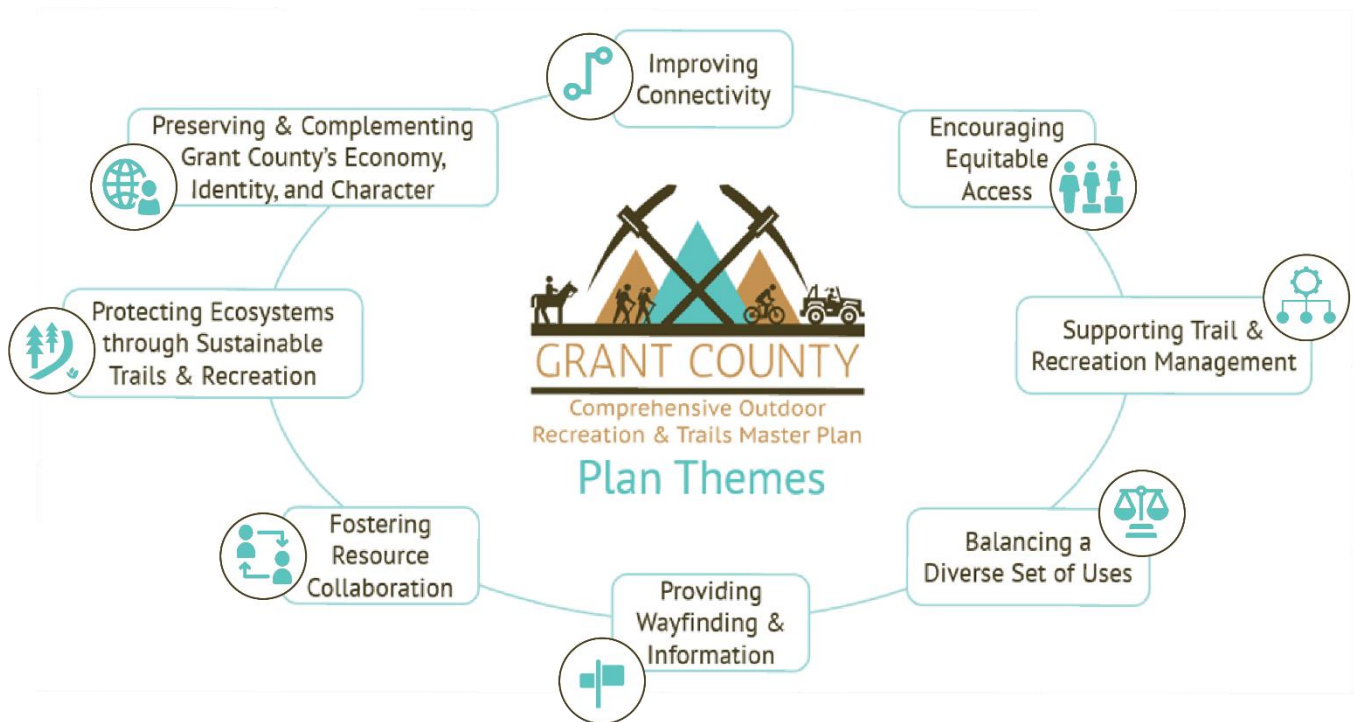 Improving
Connectivity
Encouraging
Equitable
Access
Supporting Trail &
Recreation Management
Balancing a
Diverse Set of Uses
Providing
Wayfinding &
Information
Fostering
Resource
Collaboration
Protecting Ecosystems
through Sustainable
Trails & Recreation
Preserving & Complementing
Grant County's Economy,
Identity, and Character
GRANT COUNTY
Comprehensive Outdoor
Recreation & Trails Master Plan
Plan Themes